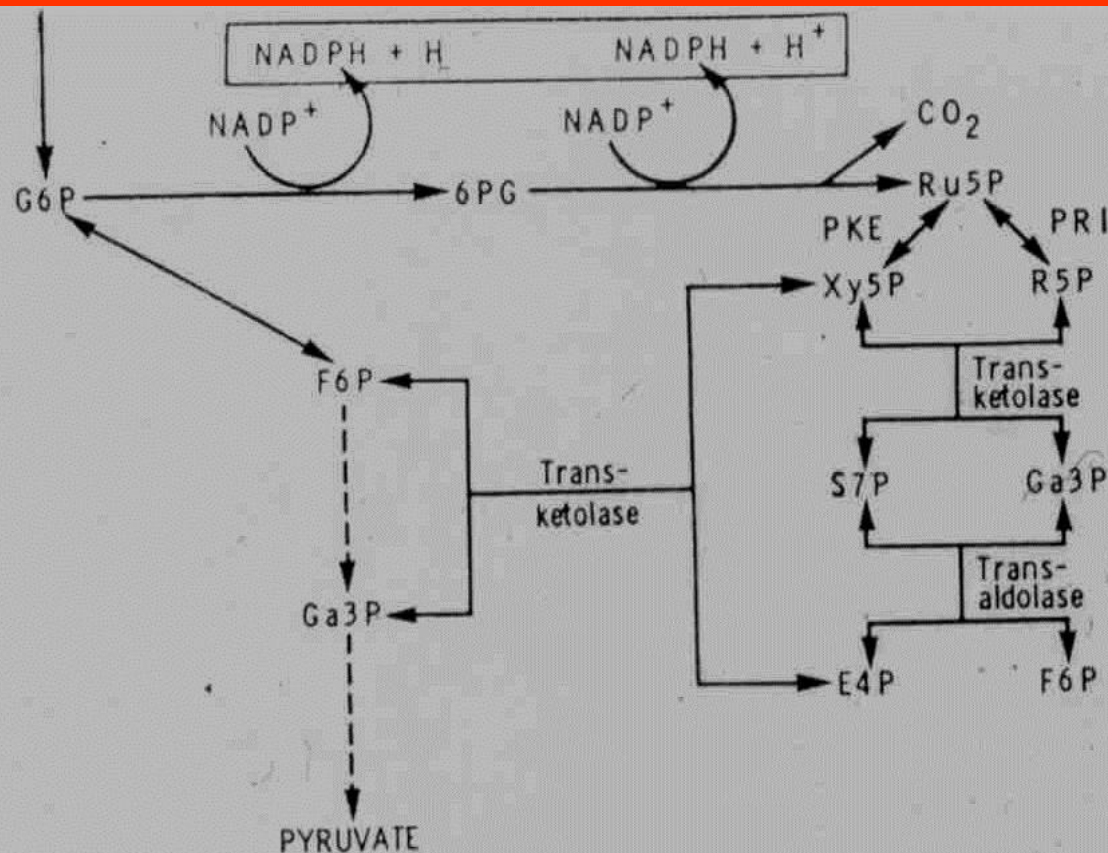 NADPH + H NADPH + H+
NADP+ NADP+ CO2
G6P 6PG Ru5P
PKE PRI
Xy5P R5P
F6P
Trans-
ketolase
Trans-
ketolase
S7P Ga3P
Ga3P
Trans-
aldolase
E4P F6P
PYRUVATE